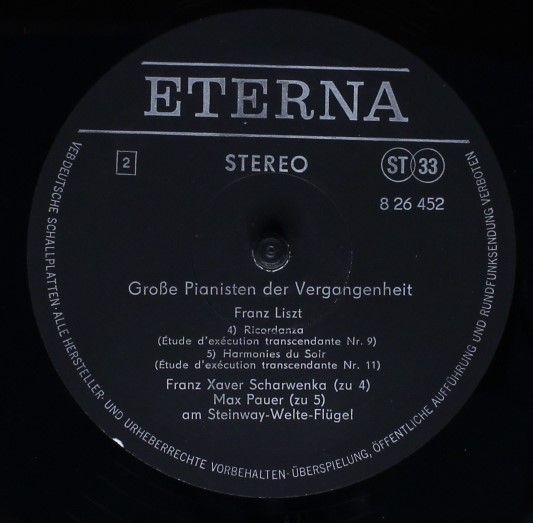 ETERNA
2
STEREO
ST 33
8 26 452
Große Pianisten der Vergangenheit
Franz Liszt
4) Ricordanza
(Étude d'exécution transcendante Nr. 9)
5) Harmonies du Soir
(Étude d'exécution transcendante Nr. 11)
Franz Xaver Scharwenka (zu 4)
Max Pauer (zu 5)
am Steinway-Welte-Flügel
VEB DEUTSCHE SCHALLPLATTEN · ALLE HERSTELLER- UND URHEBERRECHTE VORBEHALTEN · ÜBERSPIELUNG, ÖFFENTLICHE AUFFÜHRUNG UND RUNDFUNKSENDUNG VERBOTEN